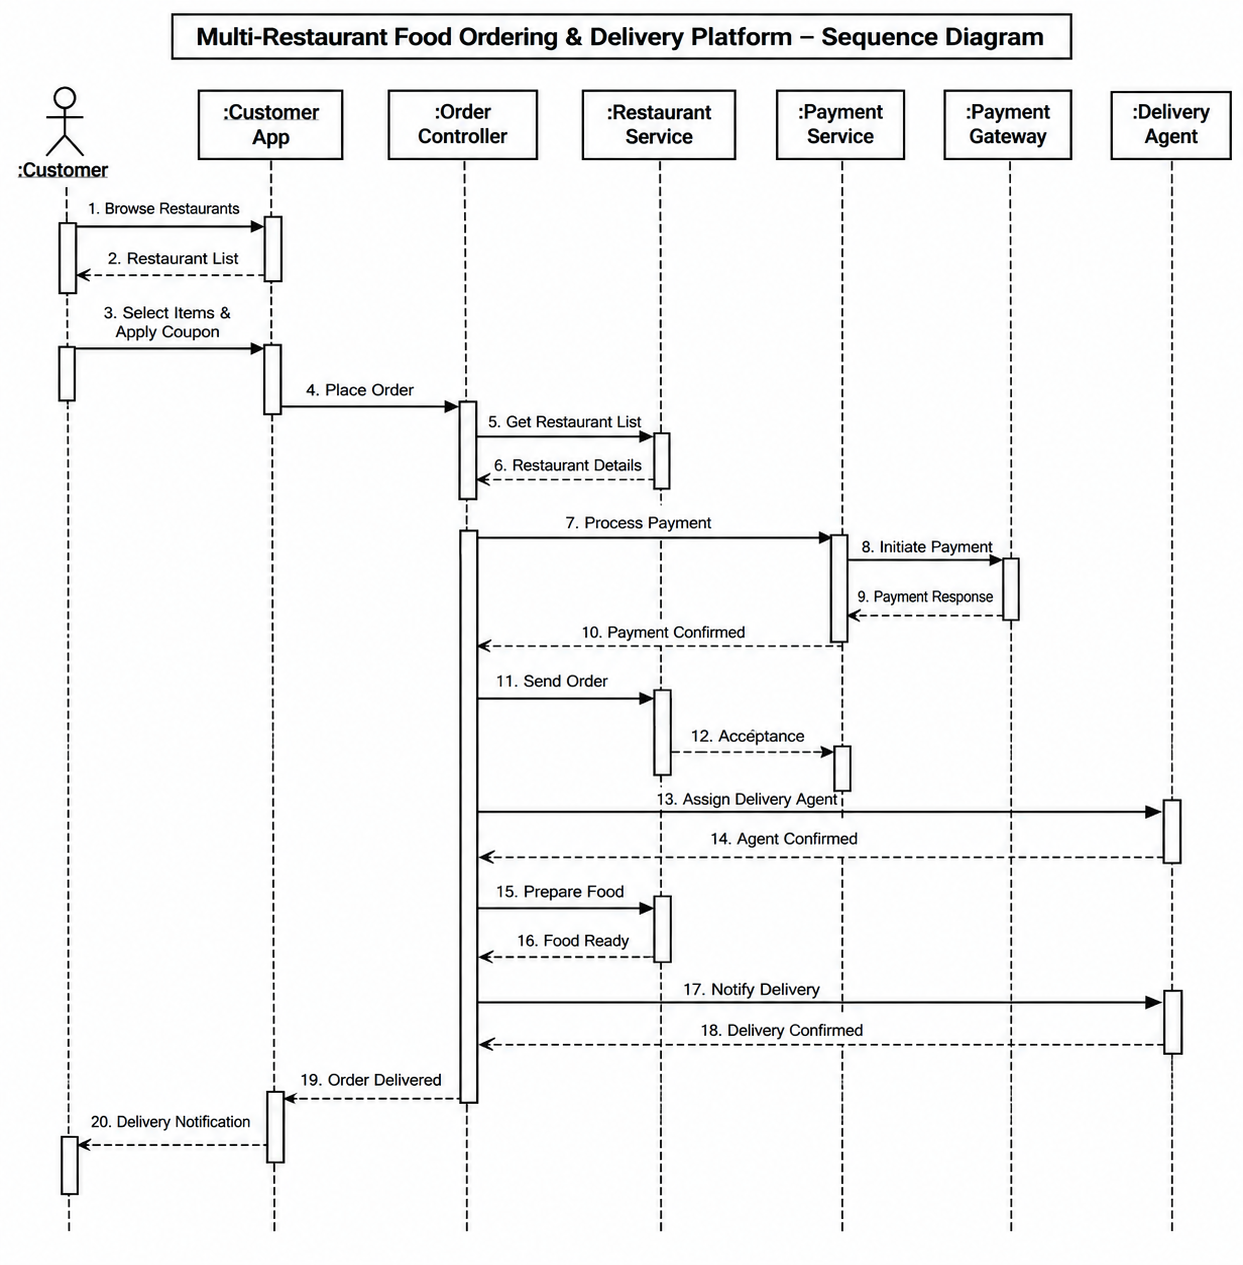 Multi-Restaurant Food Ordering & Delivery Platform – Sequence Diagram
:Customer
:Customer
App
:Order
Controller
:Restaurant
Service
:Payment
Service
:Payment
Gateway
:Delivery
Agent
1. Browse Restaurants
2. Restaurant List
3. Select Items &
Apply Coupon
4. Place Order
5. Get Restaurant List
6. Restaurant Details
7. Process Payment
8. Initiate Payment
9. Payment Response
10. Payment Confirmed
11. Send Order
12. Accéptance
13. Assign Delivery Agent
14. Agent Confirmed
15. Prepare Food
16. Food Ready
17. Notify Delivery
18. Delivery Confirmed
19. Order Delivered
20. Delivery Notification